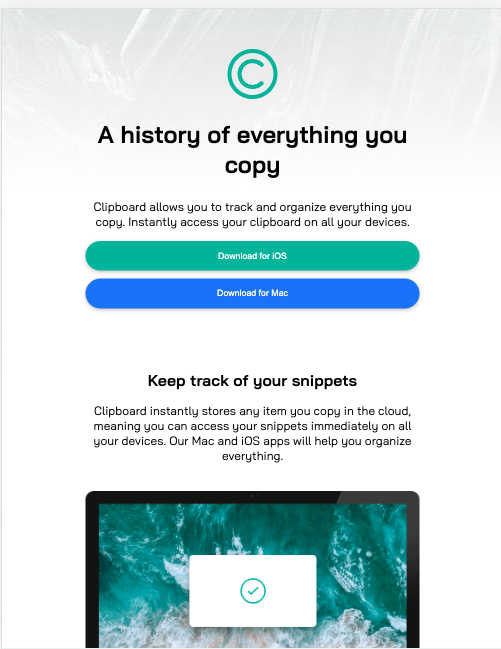 A history of everything you
copy
Clipboard allows you to track and organize everything you
copy. Instantly access your clipboard on all your devices.
Download for iOS
Download for Mac
Keep track of your snippets
Clipboard instantly stores any item you copy in the cloud,
meaning you can access your snippets immediately on all
your devices. Our Mac and iOS apps will help you organize
everything.